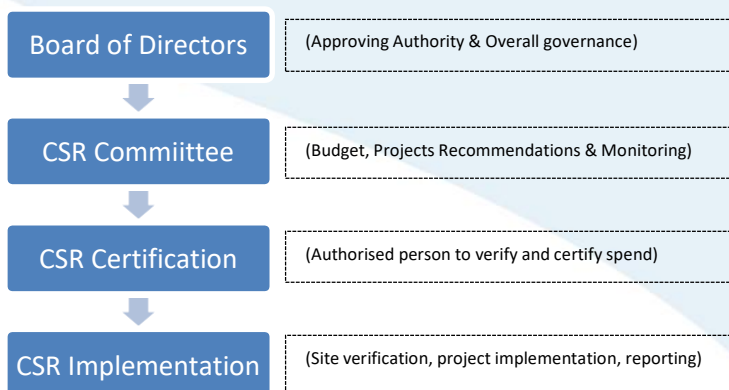 Board of Directors
(Approving Authority & Overall governance)
CSR Commiittee
(Budget, Projects Recommendations & Monitoring)
CSR Certification
(Authorised person to verify and certify spend)
CSR Implementation
(Site verification, project implementation, reporting)